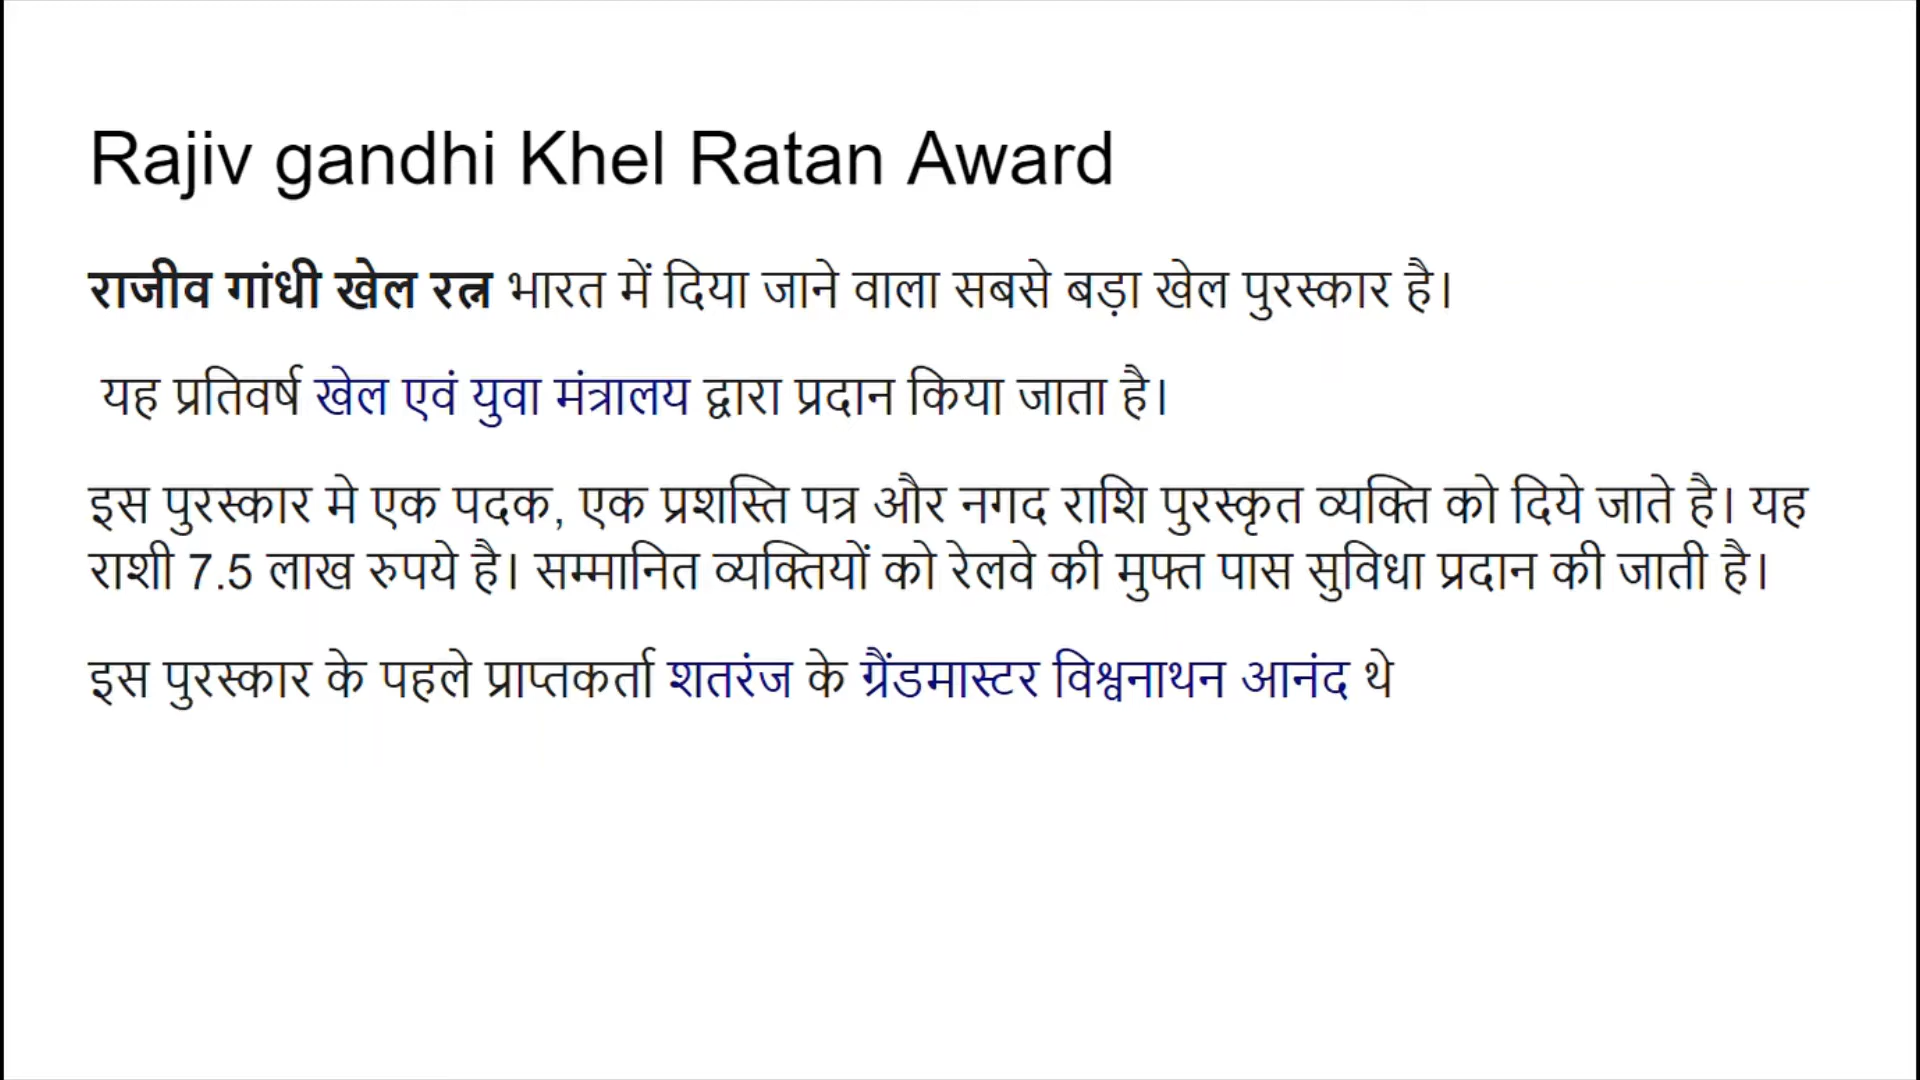 Rajiv gandhi Khel Ratan Award
राजीव गांधी खेल रत्न भारत में दिया जाने वाला सबसे बड़ा खेल पुरस्कार है।
यह प्रतिवर्ष खेल एवं युवा मंत्रालय द्वारा प्रदान किया जाता है।
इस पुरस्कार मे एक पदक, एक प्रशस्ति पत्र और नगद राशि पुरस्कृत व्यक्ति को दिये जाते है। यह
राशी 7.5 लाख रुपये है। सम्मानित व्यक्तियों को रेलवे की मुफ्त पास सुविधा प्रदान की जाती है।
इस पुरस्कार के पहले प्राप्तकर्ता शतरंज के ग्रैंडमास्टर विश्वनाथन आनंद थे